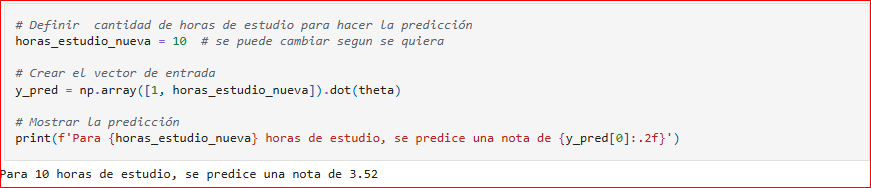 # Definir  cantidad de horas de estudio para hacer la predicción
horas_estudio_nueva = 10  # se puede cambiar segun se quiera
# Crear el vector de entrada
y_pred = np.array([1, horas_estudio_nueva]).dot(theta)
# Mostrar la predicción
print(f'Para {horas_estudio_nueva} horas de estudio, se predice una nota de {y_pred[0]:.2f}')
Para 10 horas de estudio, se predice una nota de 3.52